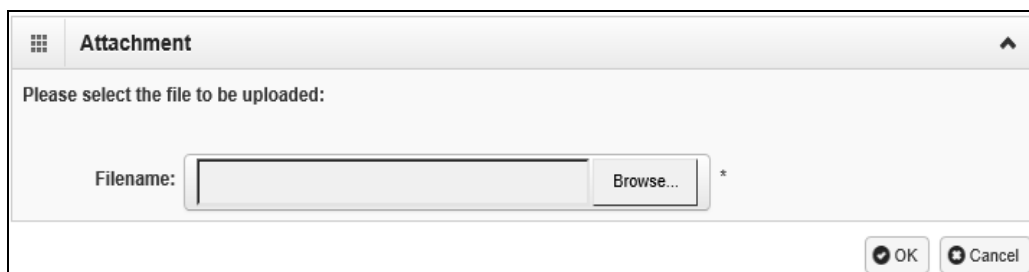 Attachment
Please select the file to be uploaded:
Filename: Browse... *
OK Cancel